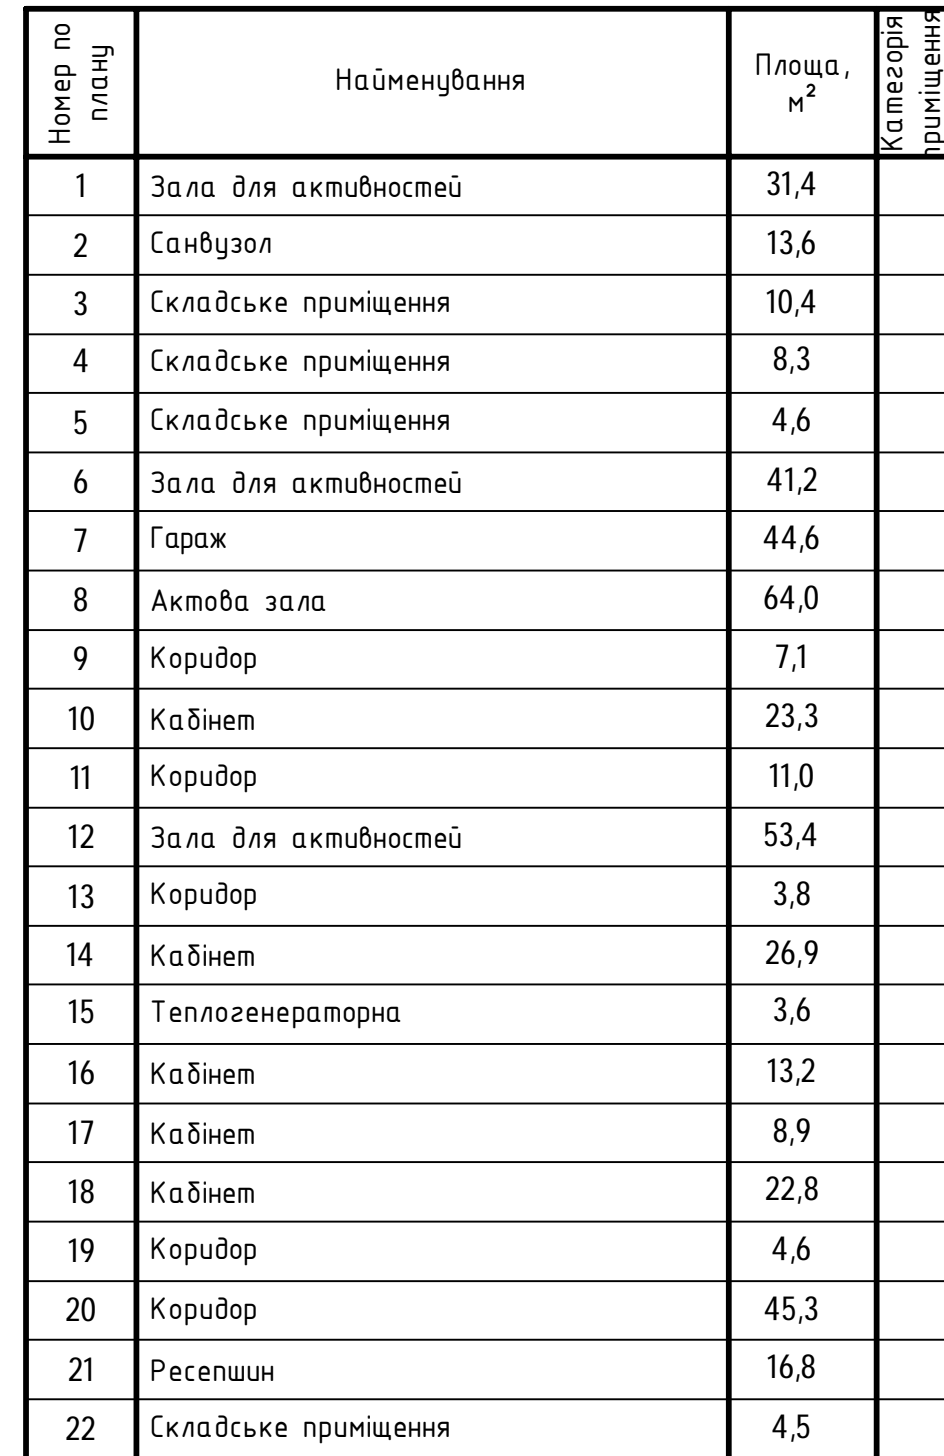 Номер по плану Найменування Площа, м² Категорія приміщення
1 Зала для активностей 31,4
2 Санвузол 13,6
3 Складське приміщення 10,4
4 Складське приміщення 8,3
5 Складське приміщення 4,6
6 Зала для активностей 41,2
7 Гараж 44,6
8 Актова зала 64,0
9 Коридор 7,1
10 Кабінет 23,3
11 Коридор 11,0
12 Зала для активностей 53,4
13 Коридор 3,8
14 Кабінет 26,9
15 Теплогенераторна 3,6
16 Кабінет 13,2
17 Кабінет 8,9
18 Кабінет 22,8
19 Коридор 4,6
20 Коридор 45,3
21 Ресепшин 16,8
22 Складське приміщення 4,5